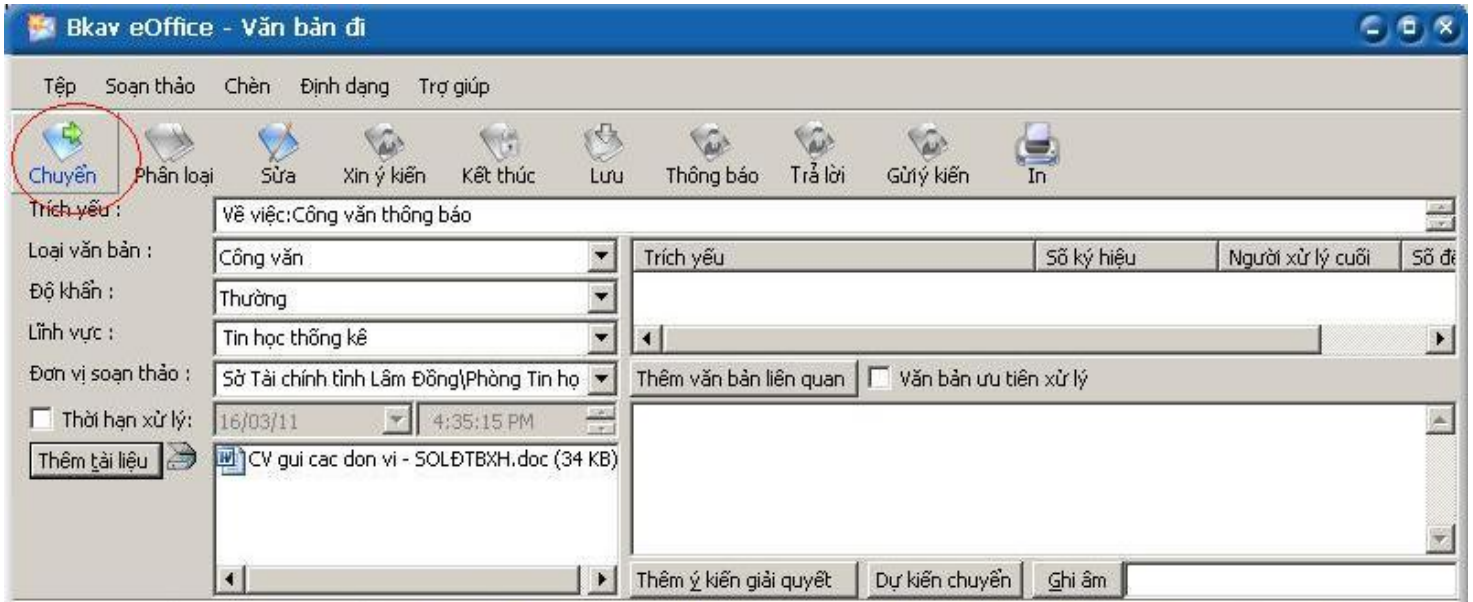 Bkav eOffice - Văn bản đi
Tệp Soạn thảo Chèn Định dạng Trợ giúp
Chuyển Phân loại Sửa Xin ý kiến Kết thúc Lưu Thông báo Trả lời Gửi ý kiến In
Trích yếu : Về việc:Công văn thông báo
Loại văn bản : Công văn Trích yếu Số ký hiệu Người xử lý cuối Số đế
Độ khẩn : Thường
Lĩnh vực : Tin học thống kê
Đơn vị soạn thảo : Sở Tài chính tỉnh Lâm Đồng\Phòng Tin họ Thêm văn bản liên quan Văn bản ưu tiên xử lý
Thời hạn xử lý: 16/03/11 4:35:15 PM
Thêm tài liệu CV gui cac don vi - SOLĐTBXH.doc (34 KB)
Thêm ý kiến giải quyết Dự kiến chuyển Ghi âm